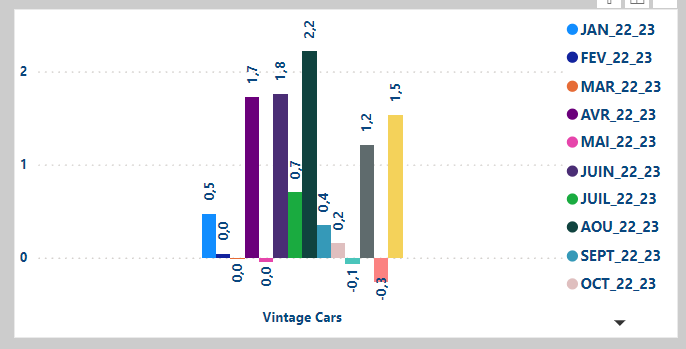 2,2
1,8
1,7
1,5
1,2
0,7
0,5
0,4
0,2
0,0
0,0
0,0
-0,1
-0,3
2
1
0
Vintage Cars
JAN_22_23
FEV_22_23
MAR_22_23
AVR_22_23
MAI_22_23
JUIN_22_23
JUIL_22_23
AOU_22_23
SEPT_22_23
OCT_22_23